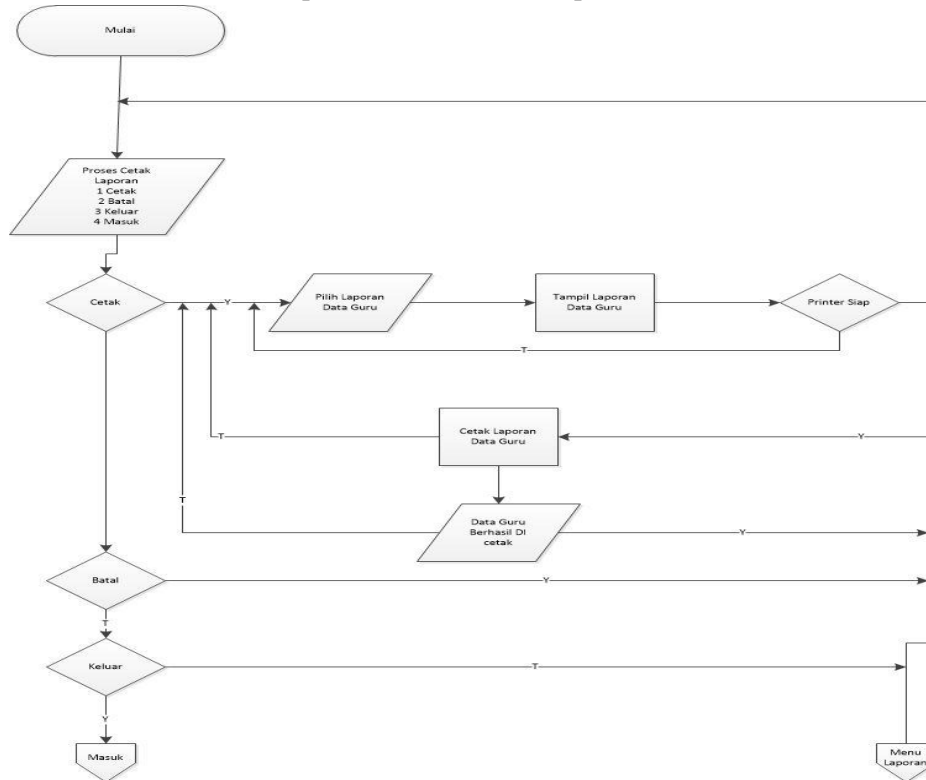 Mulai
Proses Cetak
Laporan
1 Cetak
2 Batal
3 Keluar
4 Masuk
Cetak
Y
Pilih Laporan
Data Guru
Tampil Laporan
Data Guru
Printer Siap
T
Cetak Laporan
Data Guru
T
Y
T
Data Guru
Berhasil DI
cetak
Y
Batal
Y
T
Keluar
T
Y
Masuk
Menu
Laporan